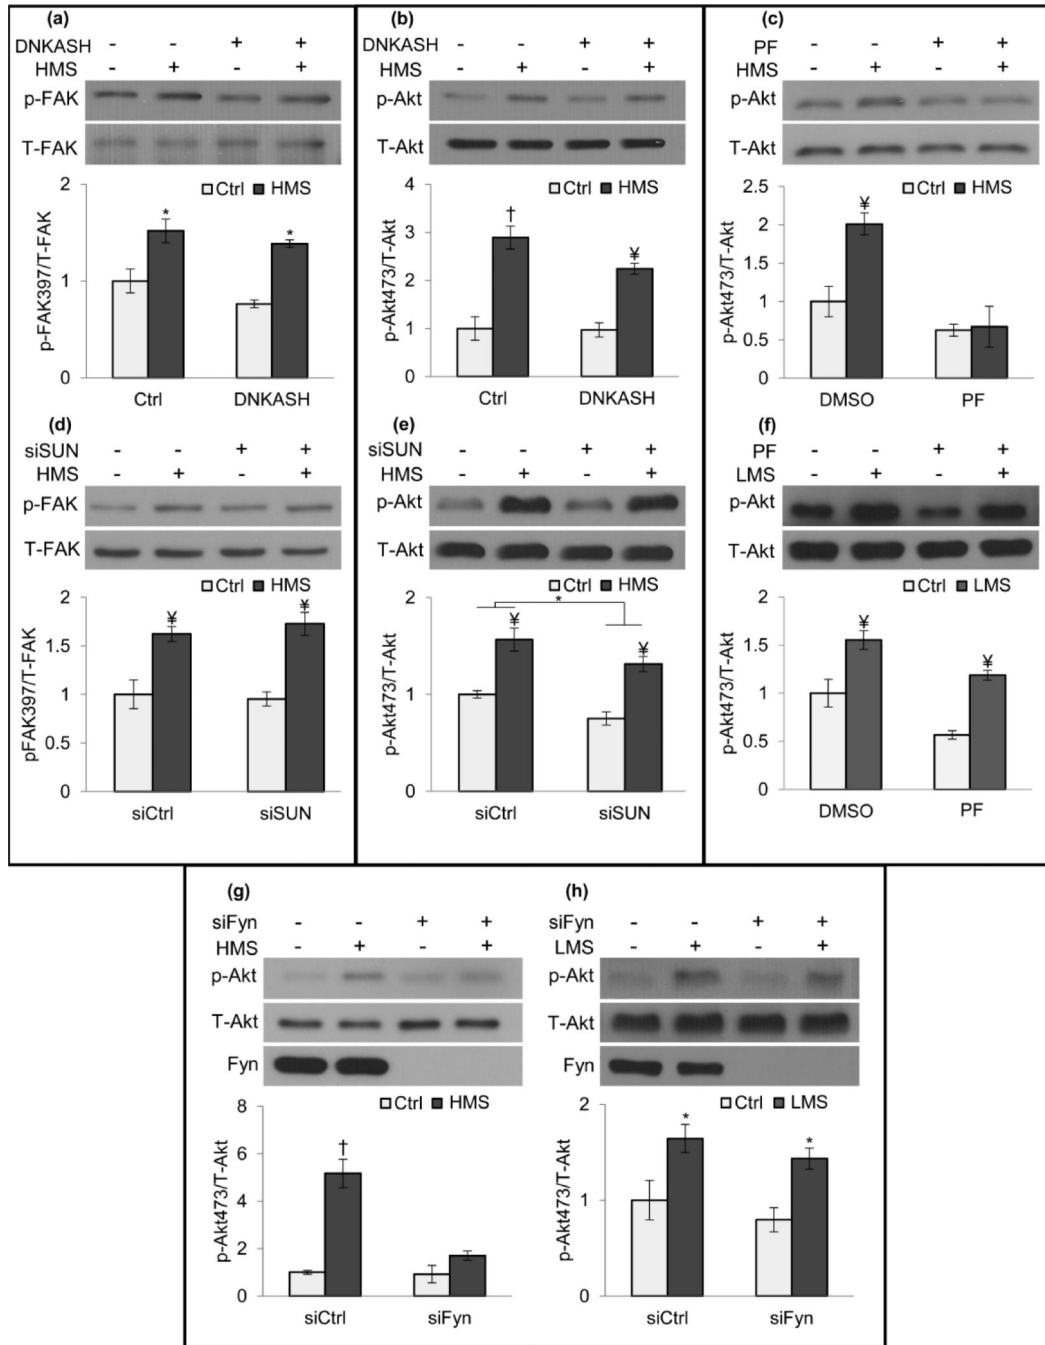 (a)
DNKASH - - + +
HMS - + - +
p-FAK
T-FAK
Ctrl HMS
p-FAK397/T-FAK
2
1
0
* *
Ctrl DNKASH
(b)
DNKASH - - + +
HMS - + - +
p-Akt
T-Akt
Ctrl HMS
p-Akt473/T-Akt
4
3
2
1
0
† ¥
Ctrl DNKASH
(c)
PF - - + +
HMS - + - +
p-Akt
T-Akt
Ctrl HMS
p-Akt473/T-Akt
2.5
2
1.5
1
0.5
0
¥
DMSO PF
(d)
siSUN - - + +
HMS - + - +
p-FAK
T-FAK
Ctrl HMS
pFAK397/T-FAK
2
1
0
¥ ¥
siCtrl siSUN
(e)
siSUN - - + +
HMS - + - +
p-Akt
T-Akt
Ctrl HMS
p-Akt473/T-Akt
2
1
0
*
¥ ¥
siCtrl siSUN
(f)
PF - - + +
LMS - + - +
p-Akt
T-Akt
Ctrl LMS
p-Akt473/T-Akt
2
1.5
1
0.5
0
¥ ¥
DMSO PF
(g)
siFyn - - + +
HMS - + - +
p-Akt
T-Akt
Fyn
Ctrl HMS
p-Akt473/T-Akt
8
6
4
2
0
†
siCtrl siFyn
(h)
siFyn - - + +
LMS - + - +
p-Akt
T-Akt
Fyn
Ctrl LMS
p-Akt473/T-Akt
2
1
0
* *
siCtrl siFyn